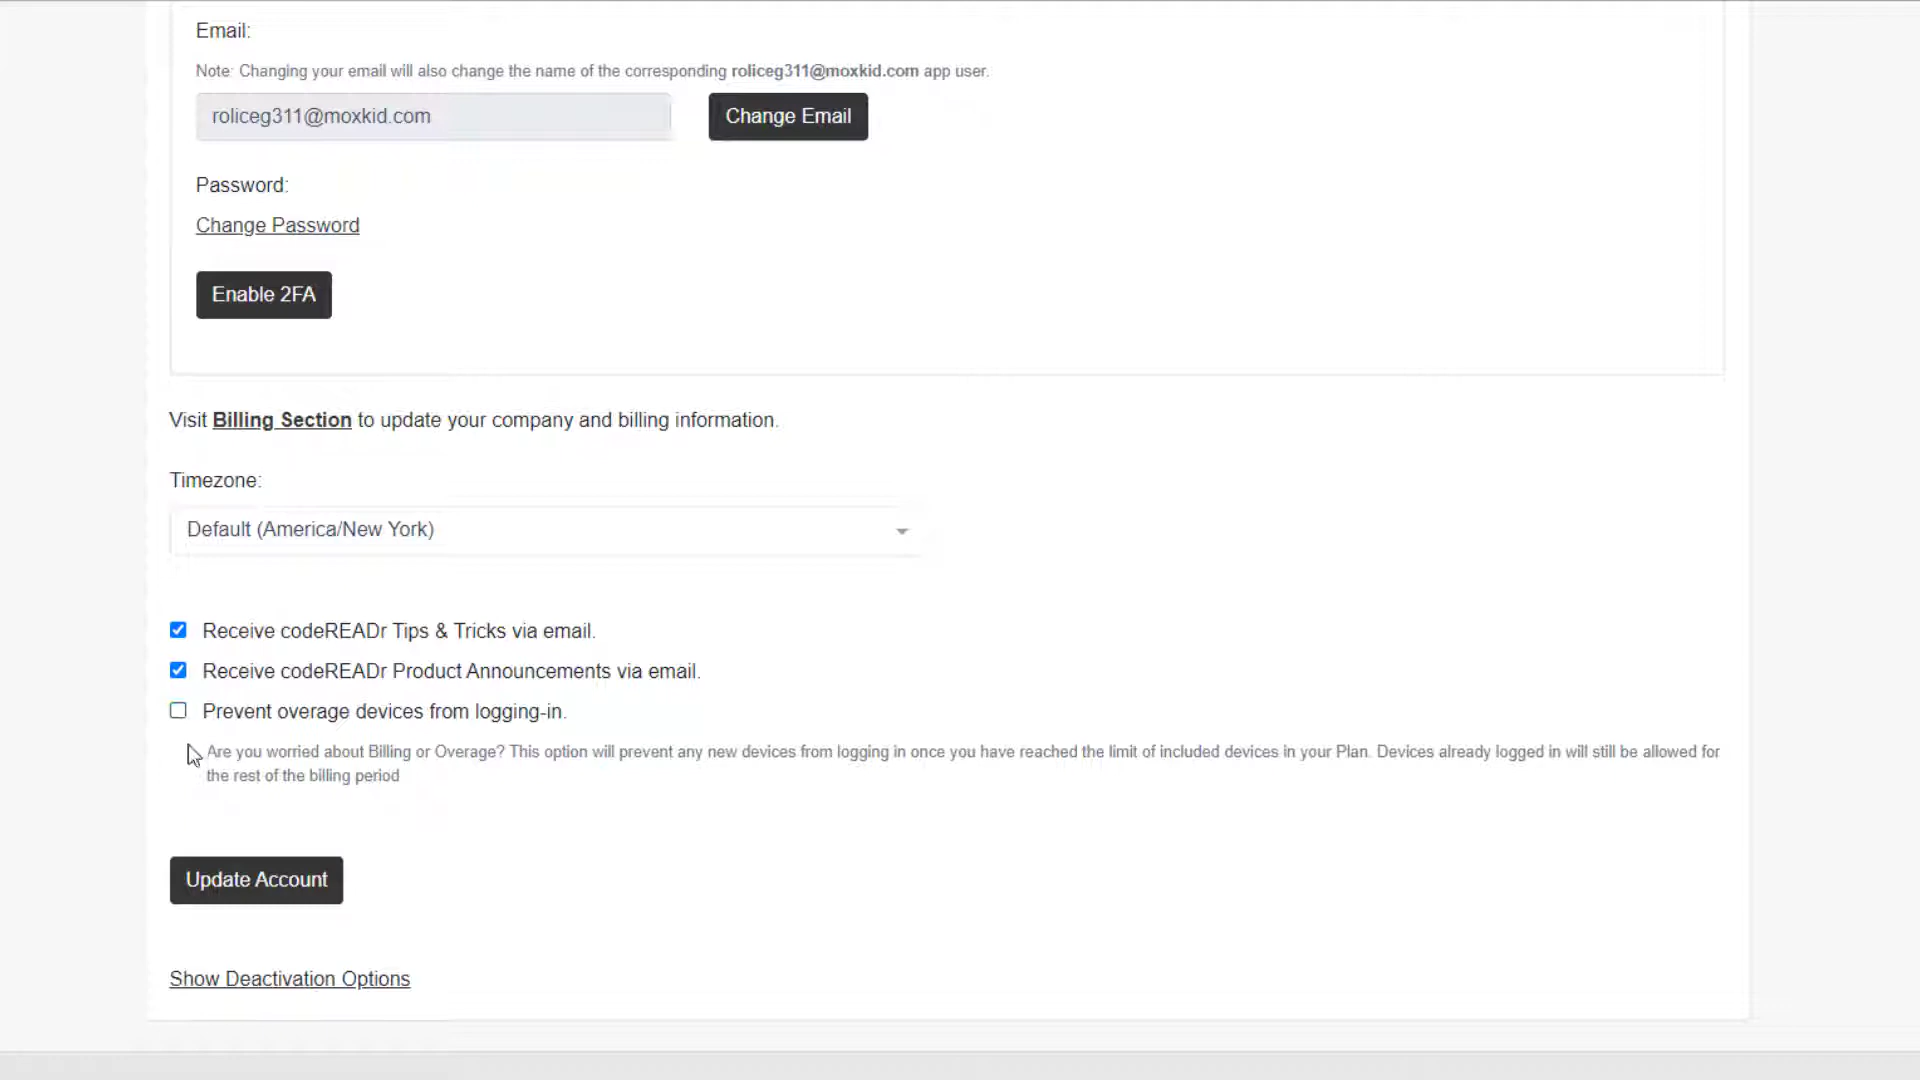 Email:
Note: Changing your email will also change the name of the corresponding roliceg311@moxkid.com app user.
roliceg311@moxkid.com
Change Email
Password:
Change Password
Enable 2FA
Visit Billing Section to update your company and billing information.
Timezone:
Default (America/New York)
Receive codeREADr Tips & Tricks via email.
Receive codeREADr Product Announcements via email.
Prevent overage devices from logging-in.
Are you worried about Billing or Overage? This option will prevent any new devices from logging in once you have reached the limit of included devices in your Plan. Devices already logged in will still be allowed for
the rest of the billing period
Update Account
Show Deactivation Options